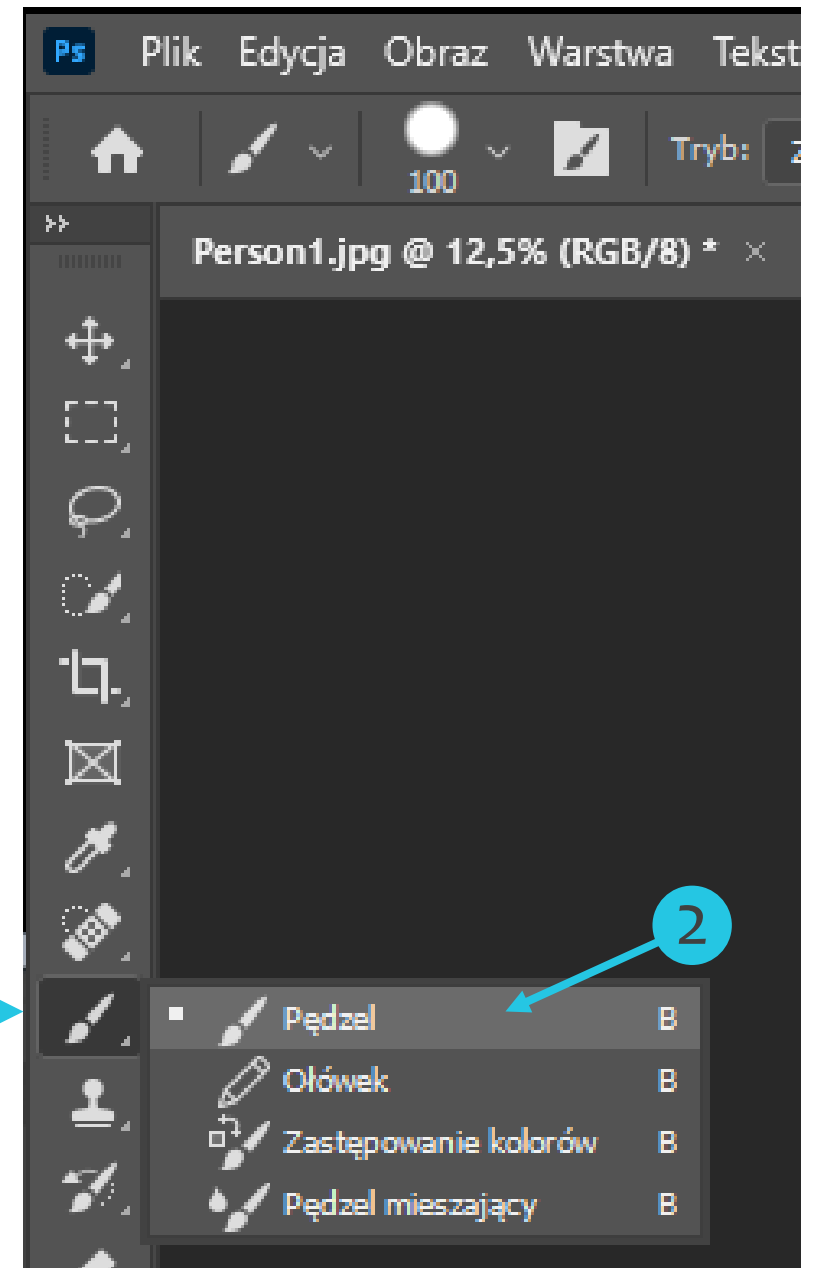 Ps Plik Edycja Obraz Warstwa Tekst
100 Tryb:
Person1.jpg @ 12,5% (RGB/8) * ×
2
Pędzel B
Ołówek B
Zastępowanie kolorów B
Pędzel mieszający B